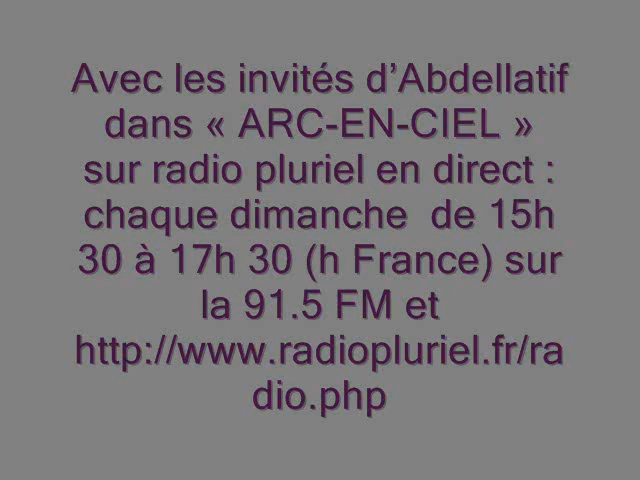 Avec les invités d’Abdellatif
dans « ARC-EN-CIEL »
sur radio pluriel en direct :
chaque dimanche  de 15h
30 à 17h 30 (h France) sur
la 91.5 FM et
http://www.radiopluriel.fr/ra
dio.php